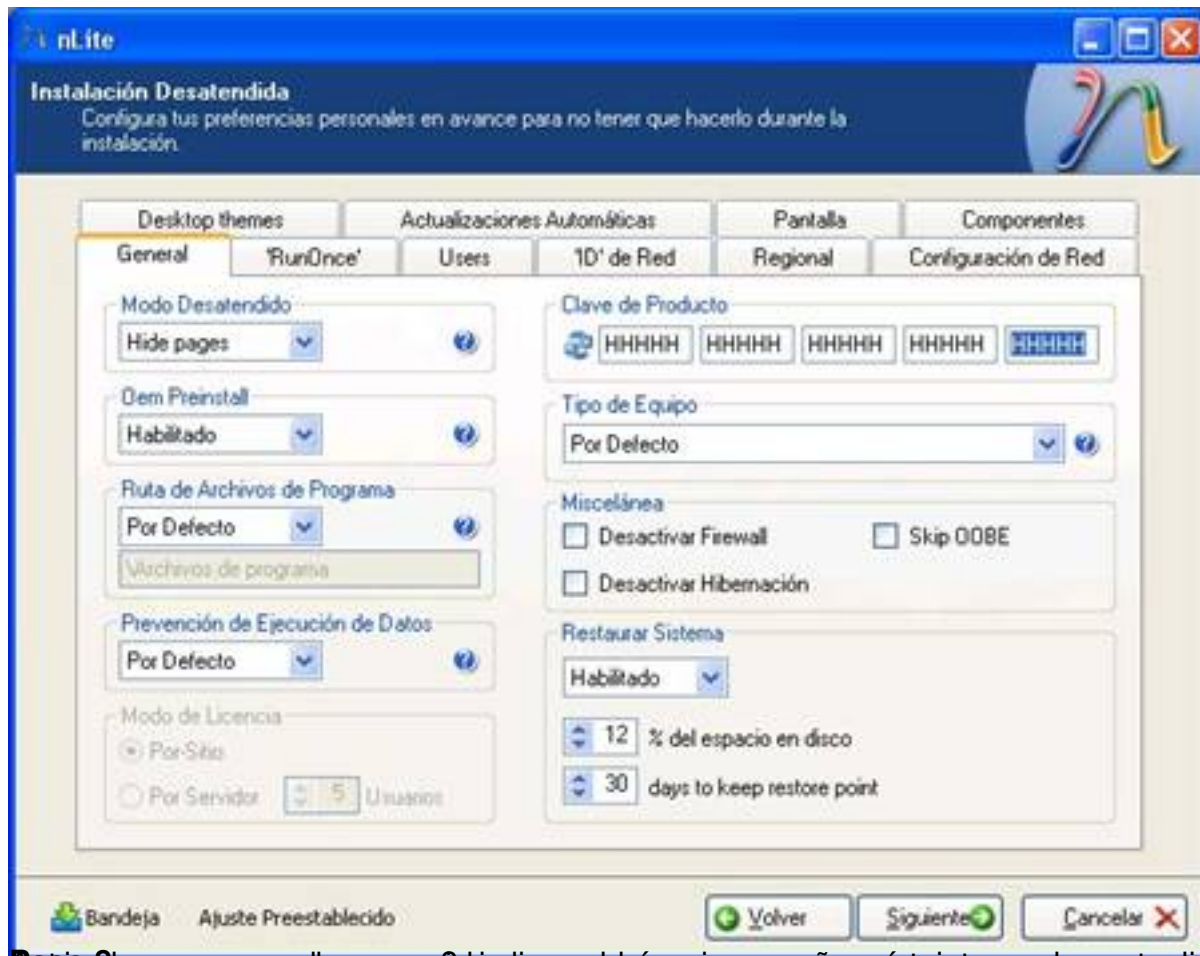 nLite
Instalación Desatendida
Configura tus preferencias personales en avance para no tener que hacerlo durante la
instalación.
Desktop themes
Actualizaciones Automáticas
Pantalla
Componentes
General
'RunOnce'
Users
'ID' de Red
Regional
Configuración de Red
Modo Desatendido
Hide pages
Oem Preinstall
Habilitado
Ruta de Archivos de Programa
Por Defecto
\Archivos de programa
Prevención de Ejecución de Datos
Por Defecto
Modo de Licencia
Por-Sitio
Por Servidor
5
Usuarios
Clave de Producto
HHHHH HHHHH HHHHH HHHHH HHHHH
Tipo de Equipo
Por Defecto
Miscelánea
Desactivar Firewall
Skip OOBE
Desactivar Hibernación
Restaurar Sistema
Habilitado
12 % del espacio en disco
30 days to keep restore point
Bandeja
Ajuste Preestablecido
Volver
Siguiente
Cancelar